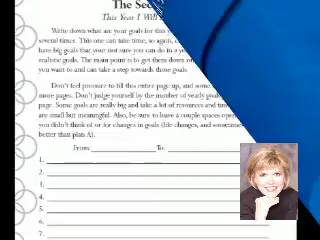 The Sec
This Year I Will
Write down what are your goals for this y
several times. This one can take time, so again,
have big goals that your not sure you can do in a y
realistic goals. The main point is to get them down on
you want to and can take a step towards those goals.
Don't feel pressure to fill this entire page up, and some
more pages. Don't judge yourself by the number of yearly goals
page. Some goals are really big and take a lot of resources and tim
are small but meaningful. Also, be sure to leave a couple spaces open
you didn't think of or for changes in goals (life changes, and sometimes
better than plan A).
From To:
1.
2.
3.
4.
5.
6.
7.